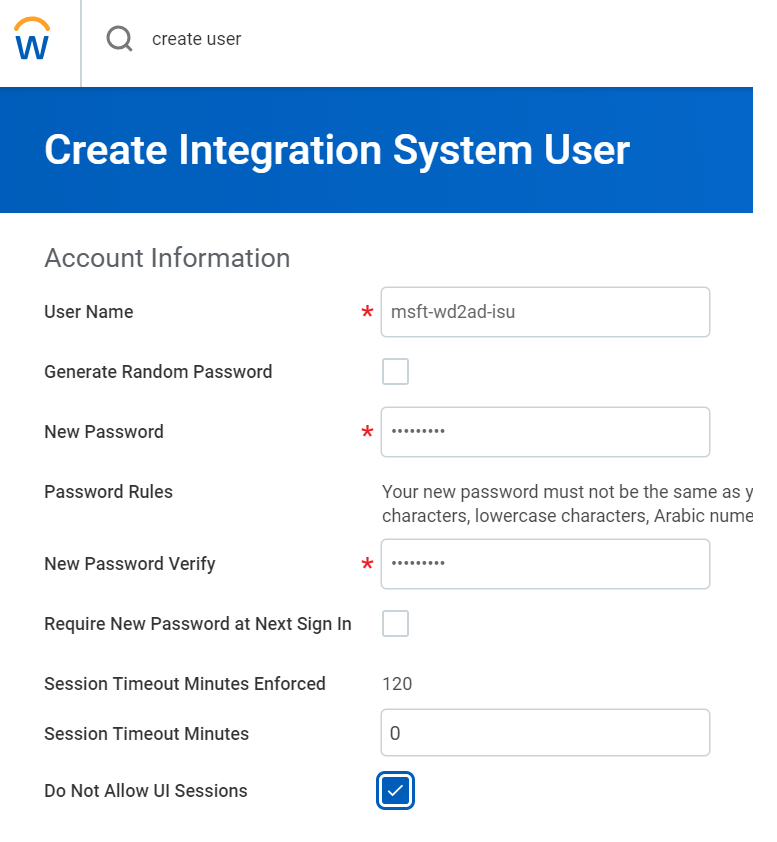 W
create user
Create Integration System User
Account Information
User Name * msft-wd2ad-isu
Generate Random Password
New Password * •••••••••
Password Rules Your new password must not be the same as y
characters, lowercase characters, Arabic nume
New Password Verify * •••••••••
Require New Password at Next Sign In
Session Timeout Minutes Enforced 120
Session Timeout Minutes 0
Do Not Allow UI Sessions